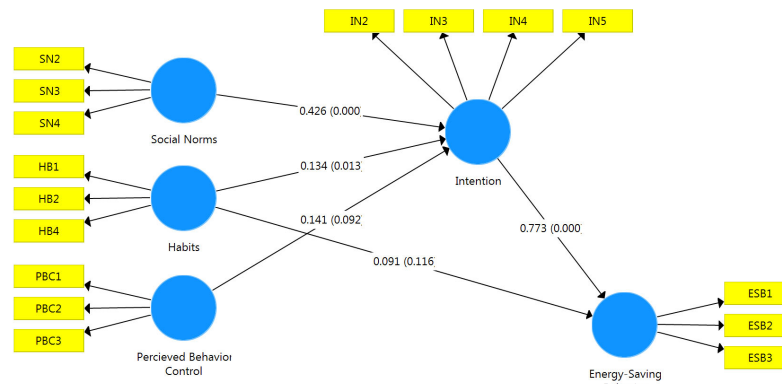 IN2
IN3
IN4
IN5
SN2
SN3
SN4
Social Norms
0.426 (0.000)
HB1
HB2
HB4
Habits
0.134 (0.013)
Intention
0.141 (0.092)
0.773 (0.000)
0.091 (0.116)
PBC1
PBC2
PBC3
Percieved Behavior
Control
ESB1
ESB2
ESB3
Energy-Saving